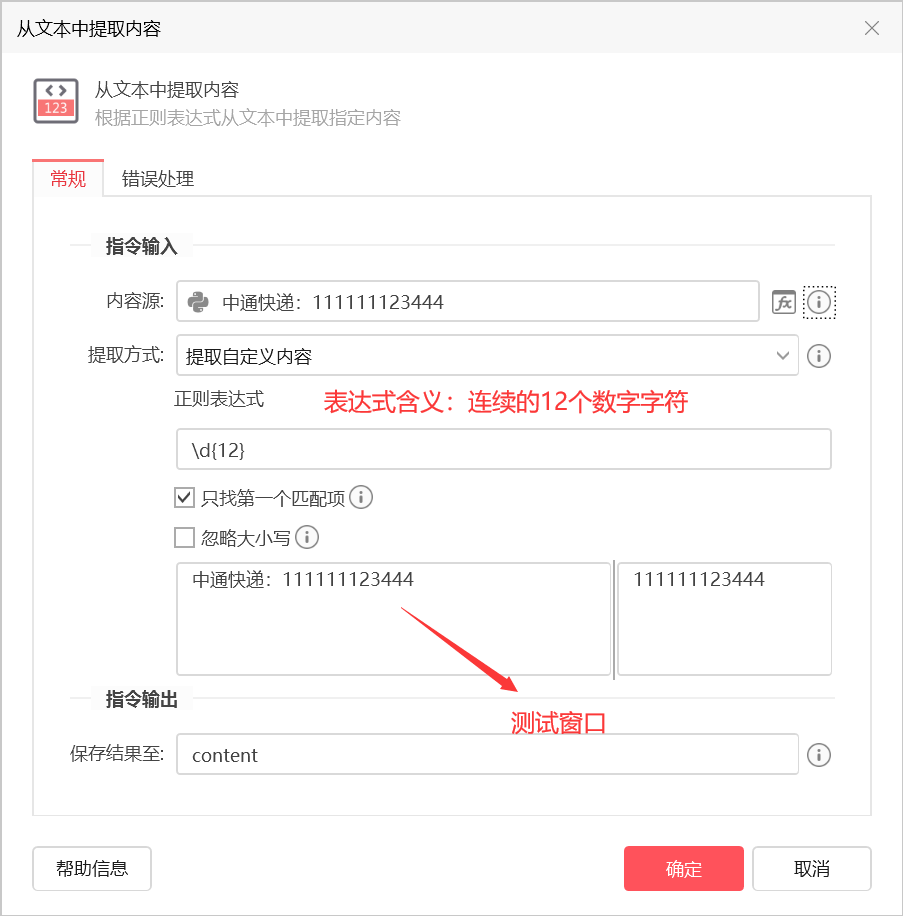 从文本中提取内容
123
从文本中提取内容
根据正则表达式从文本中提取指定内容
常规 错误处理
指令输入
内容源: 中通快递：111111123444 fx
提取方式: 提取自定义内容
正则表达式 表达式含义：连续的12个数字字符
\d{12}
只找第一个匹配项
忽略大小写
中通快递：111111123444 111111123444
指令输出
测试窗口
保存结果至: content
帮助信息 确定 取消